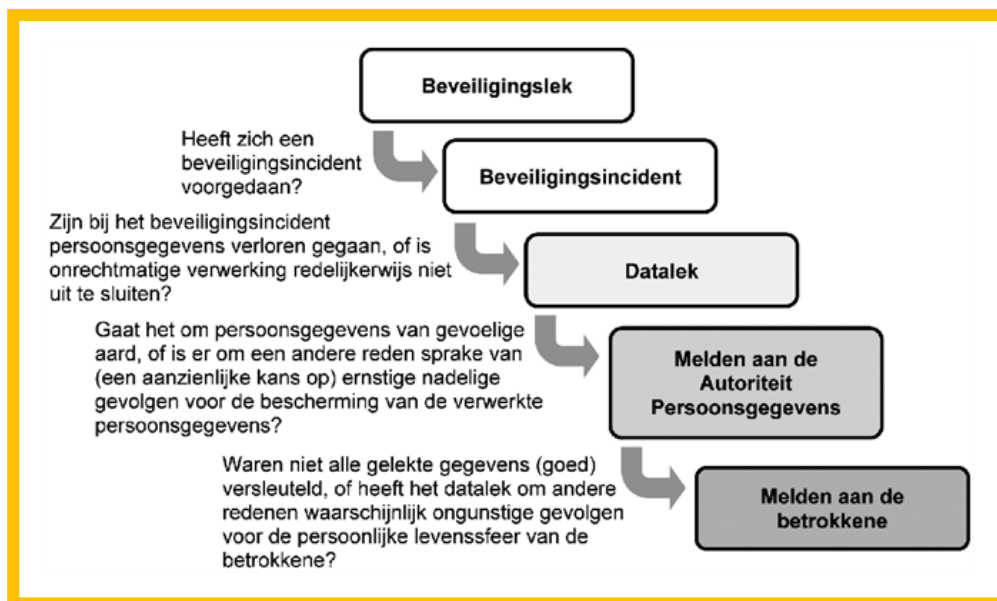 Beveiligingslek
Heeft zich een
beveiligingsincident
voorgedaan?
Beveiligingsincident
Zijn bij het beveiligingsincident
persoonsgegevens verloren gegaan, of is
onrechtmatige verwerking redelijkerwijs niet
uit te sluiten?
Datalek
Gaat het om persoonsgegevens van gevoelige
aard, of is er om een andere reden sprake van
(een aanzienlijke kans op) ernstige nadelige
gevolgen voor de bescherming van de verwerkte
persoonsgegevens?
Melden aan de
Autoriteit
Persoonsgegevens
Waren niet alle gelekte gegevens (goed)
versleuteld, of heeft het datalek om andere
redenen waarschijnlijk ongunstige gevolgen
voor de persoonlijke levenssfeer van de
betrokkene?
Melden aan de
betrokkene